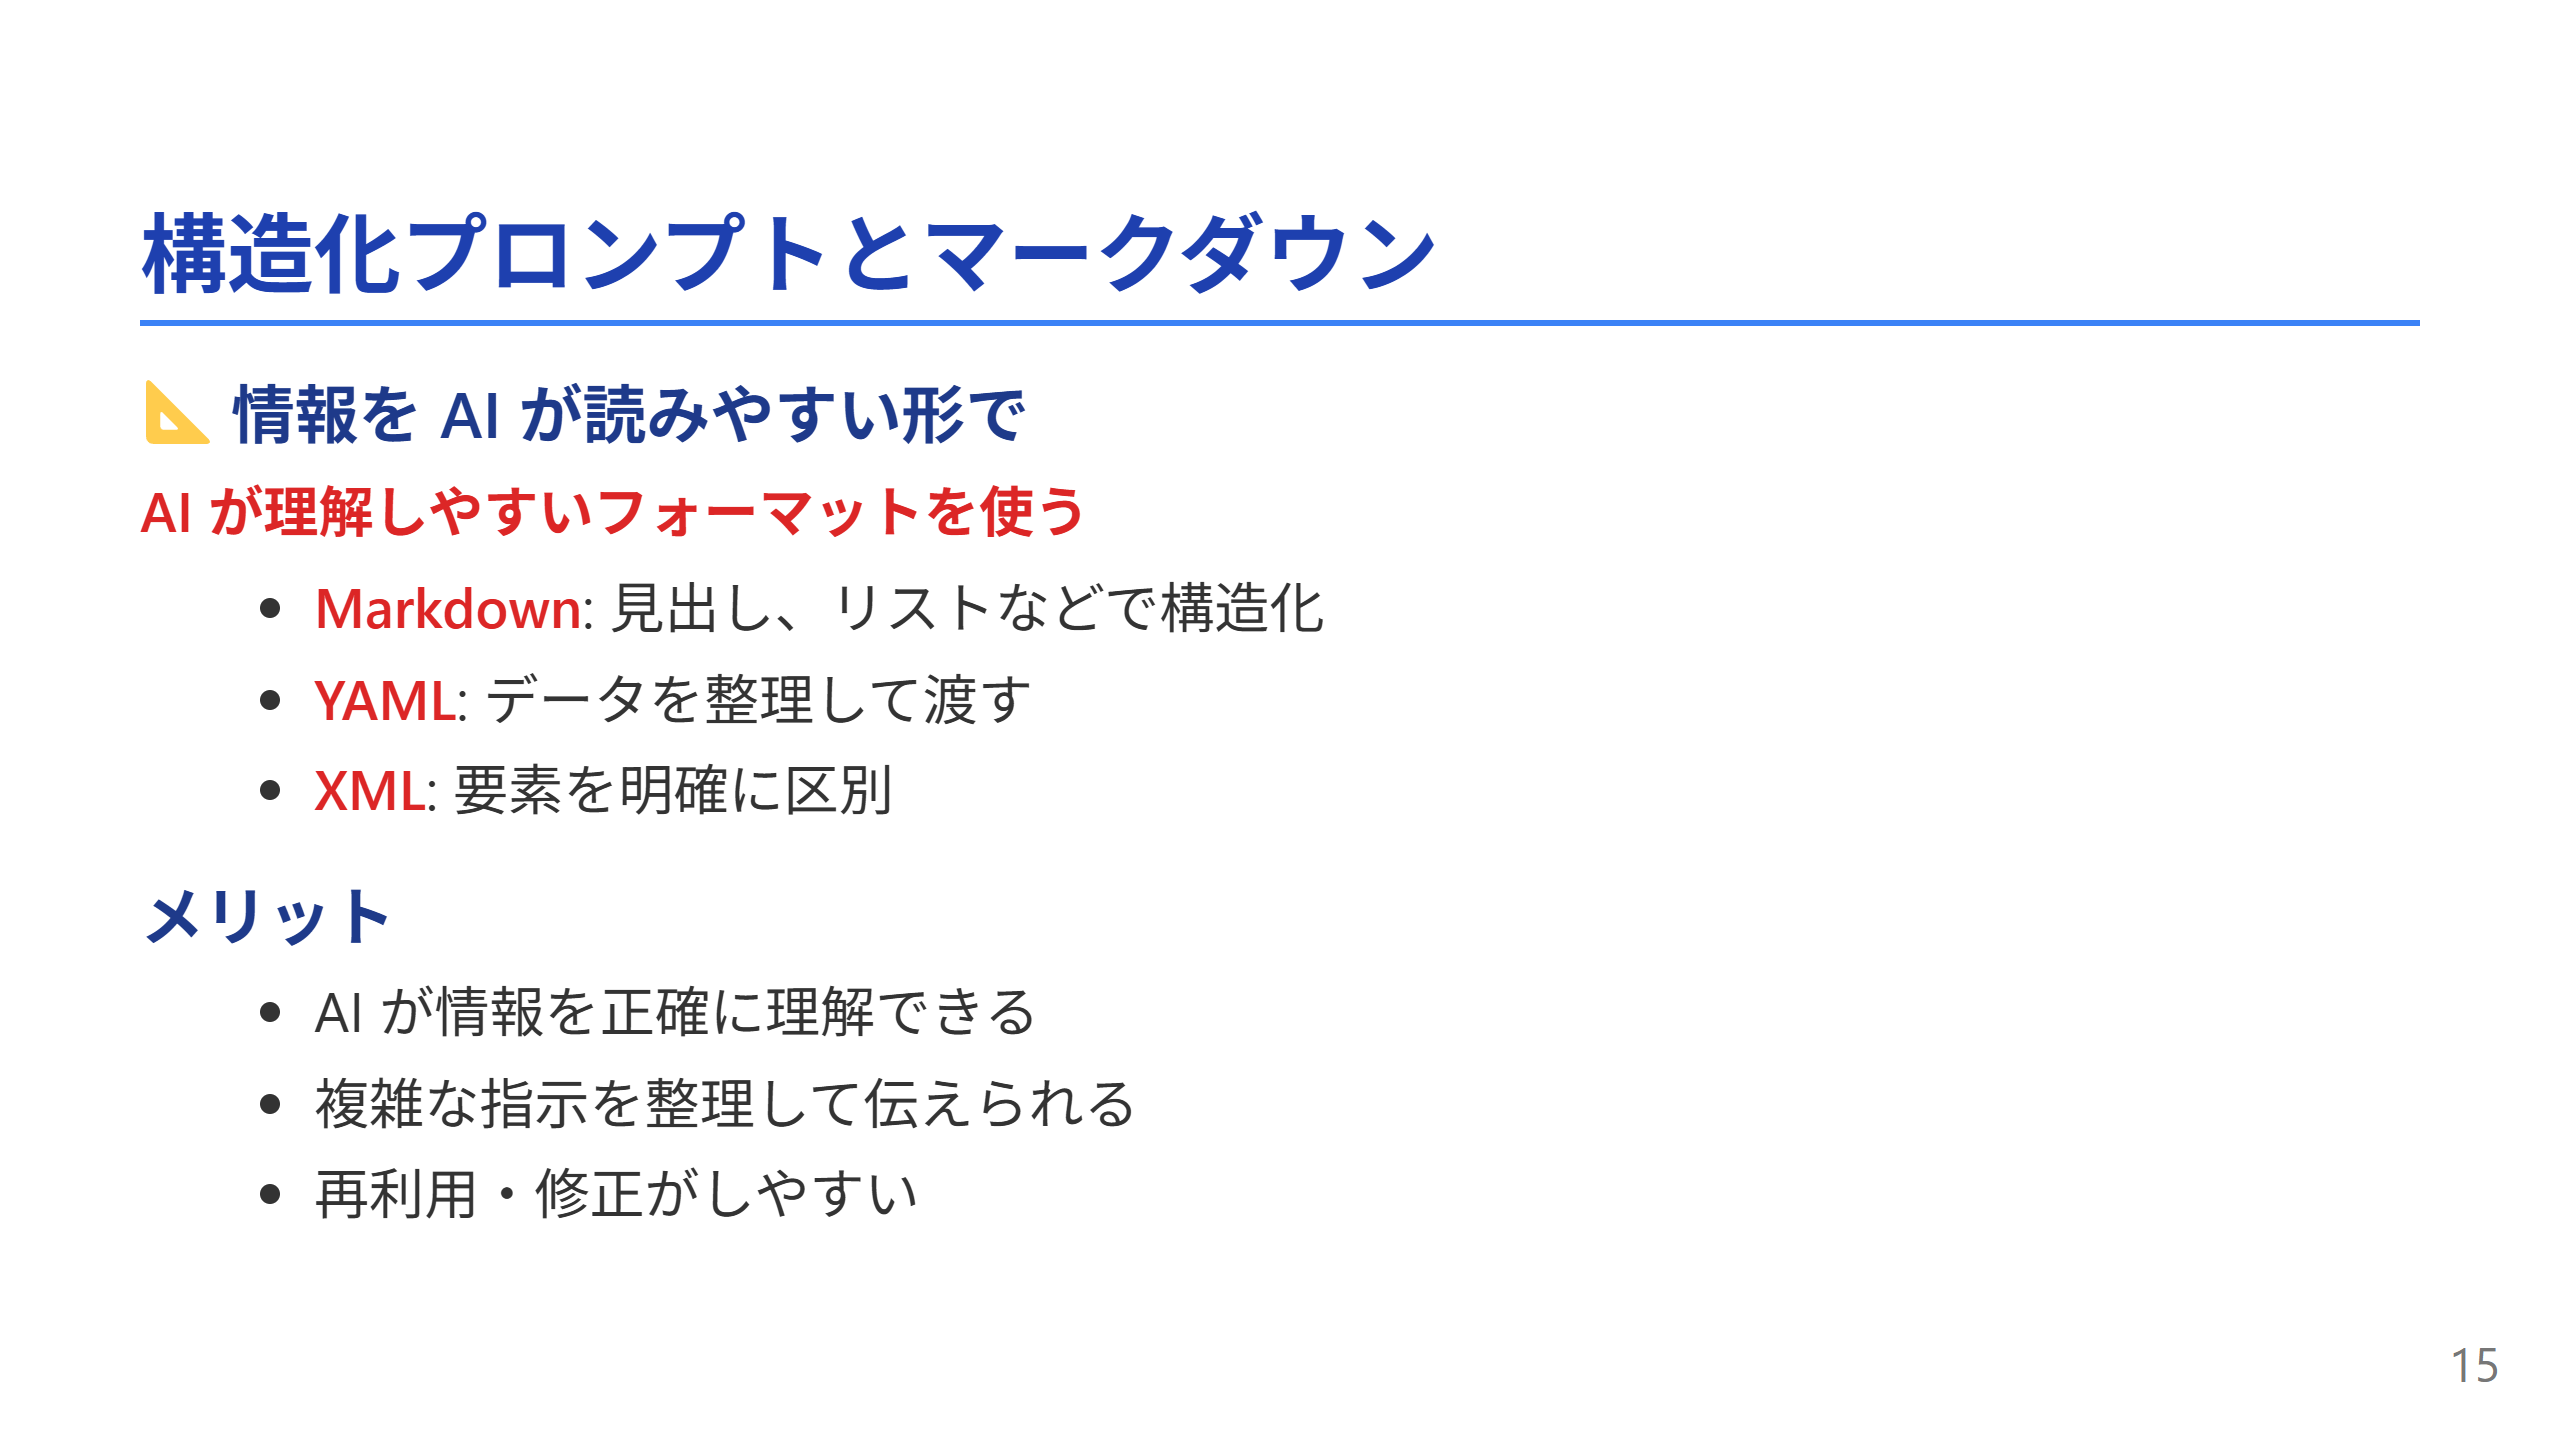 構造化プロンプトとマークダウン
📐 情報を AI が読みやすい形で
AI が理解しやすいフォーマットを使う
• Markdown: 見出し、リストなどで構造化
• YAML: データを整理して渡す
• XML: 要素を明確に区別
メリット
• AI が情報を正確に理解できる
• 複雑な指示を整理して伝えられる
• 再利用・修正がしやすい
15